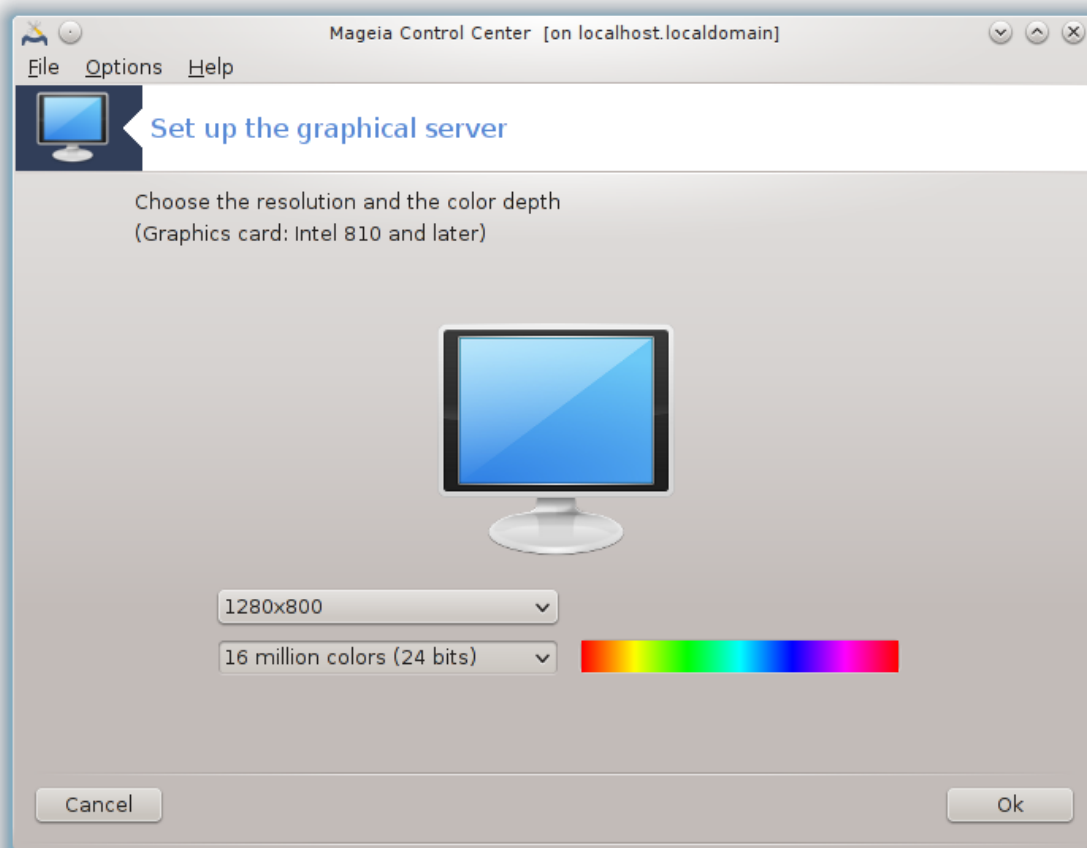 Mageia Control Center [on localhost.localdomain]
File Options Help
Set up the graphical server
Choose the resolution and the color depth
(Graphics card: Intel 810 and later)
1280x800
16 million colors (24 bits)
Cancel Ok